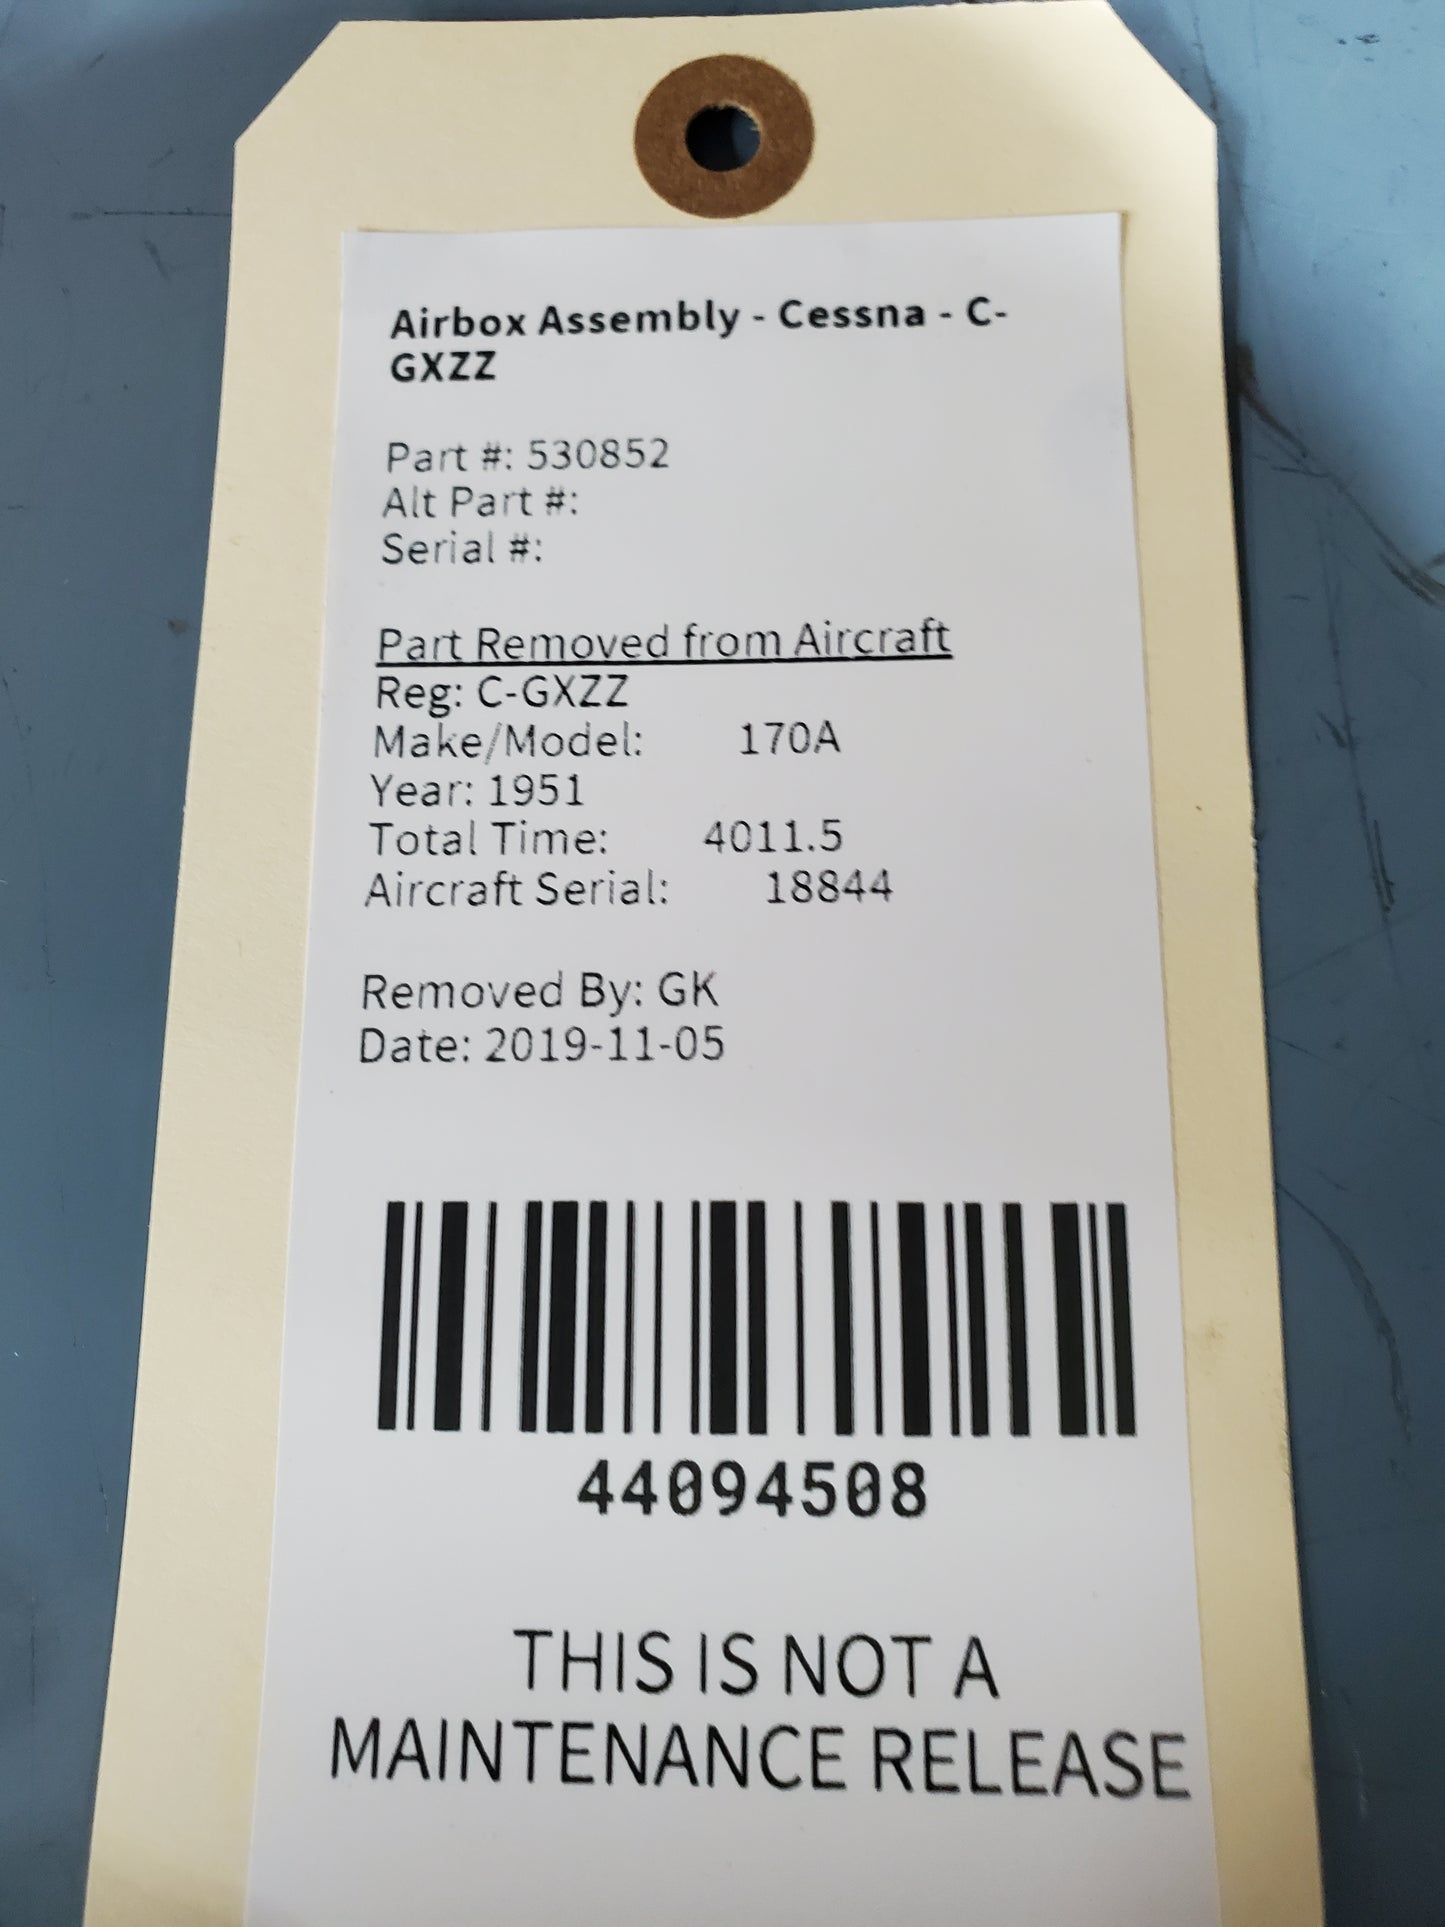 Airbox Assembly - Cessna - C-
GXZZ
Part #: 530852
Alt Part #:
Serial #:
Part Removed from Aircraft
Reg: C-GXZZ
Make/Model: 170A
Year: 1951
Total Time: 4011.5
Aircraft Serial: 18844
Removed By: GK
Date: 2019-11-05
44094508
THIS IS NOT A
MAINTENANCE RELEASE